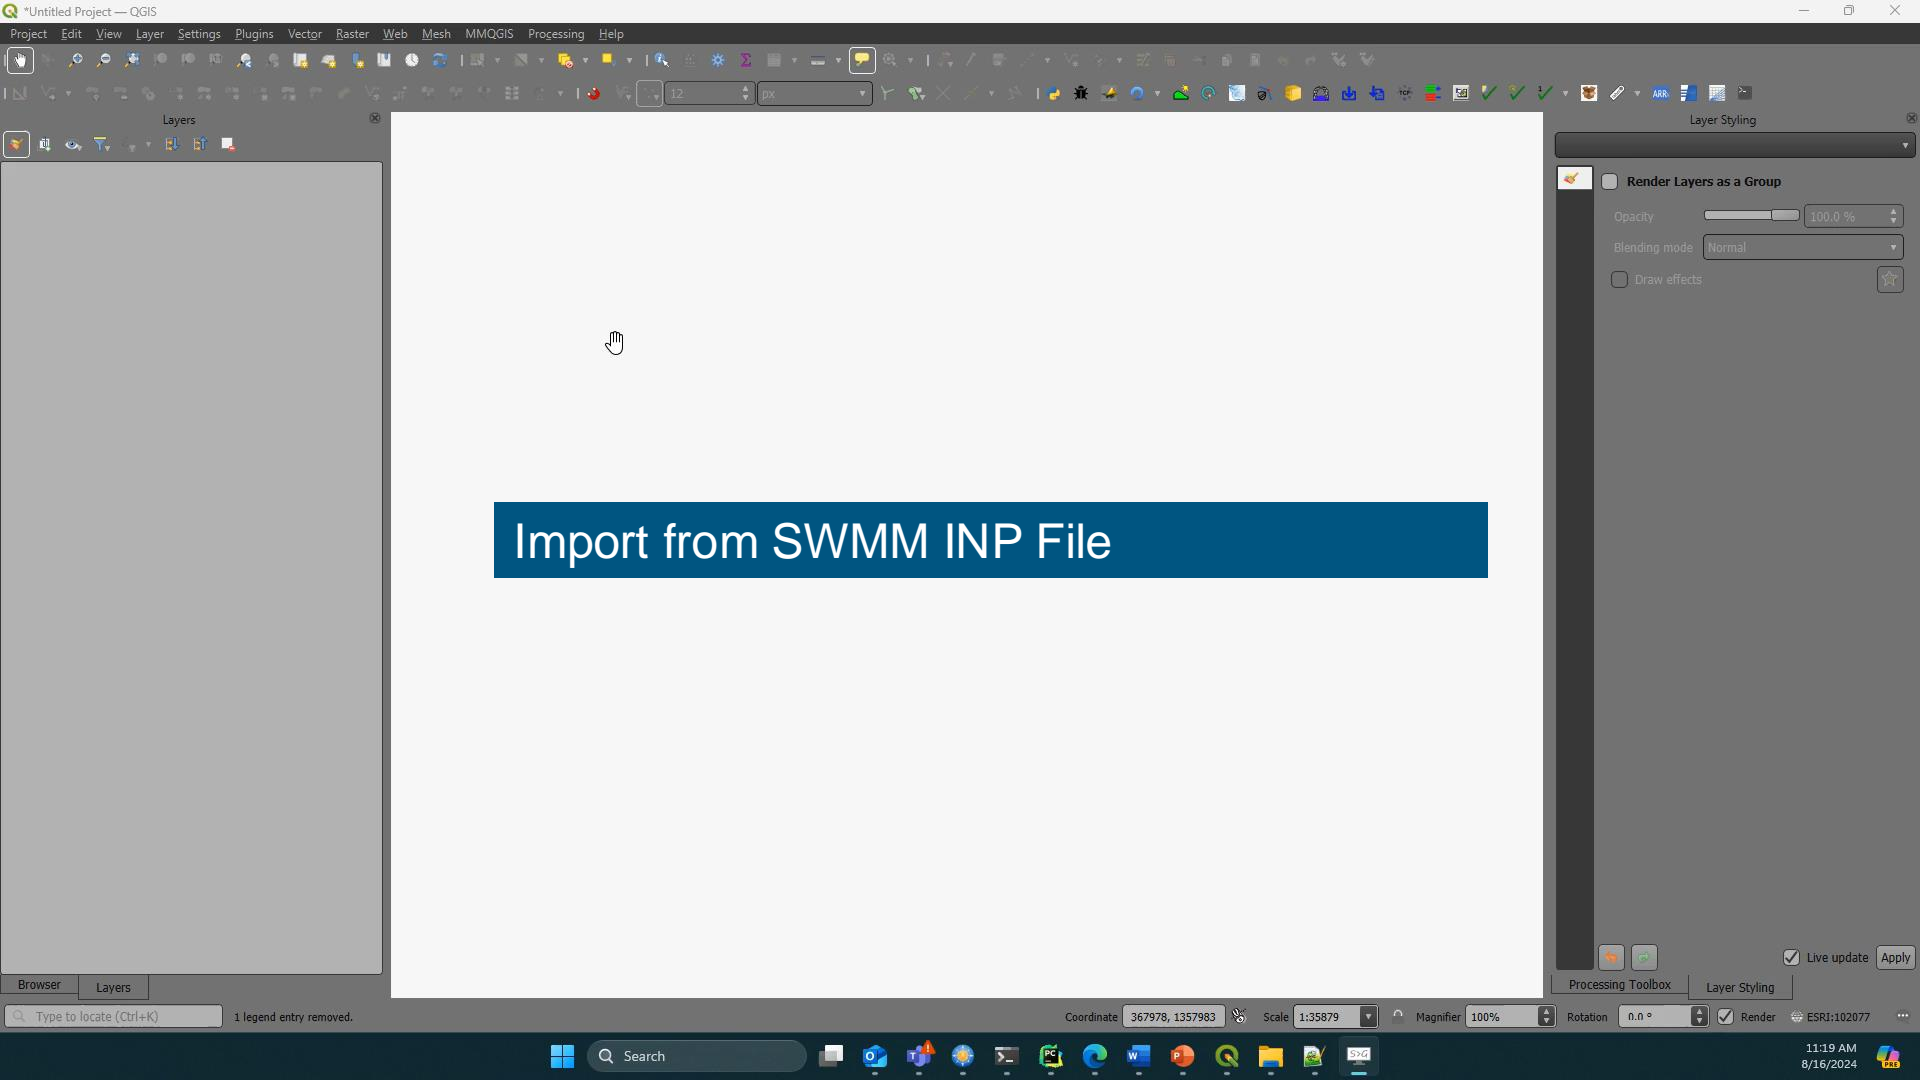 *Untitled Project — QGIS
Project Edit View Layer Settings Plugins Vector Raster Web Mesh MMQGIS Processing Help
12 px
ARR
Layers
Layer Styling
Render Layers as a Group
Opacity 100.0 %
Blending mode Normal
Draw effects
Import from SWMM INP File
Live update Apply
Browser Layers
Processing Toolbox Layer Styling
Type to locate (Ctrl+K) 1 legend entry removed. Coordinate 367978, 1357983 Scale 1:35879 Magnifier 100% Rotation 0.0 ° Render ESRI:102077
Search
11:19 AM
8/16/2024